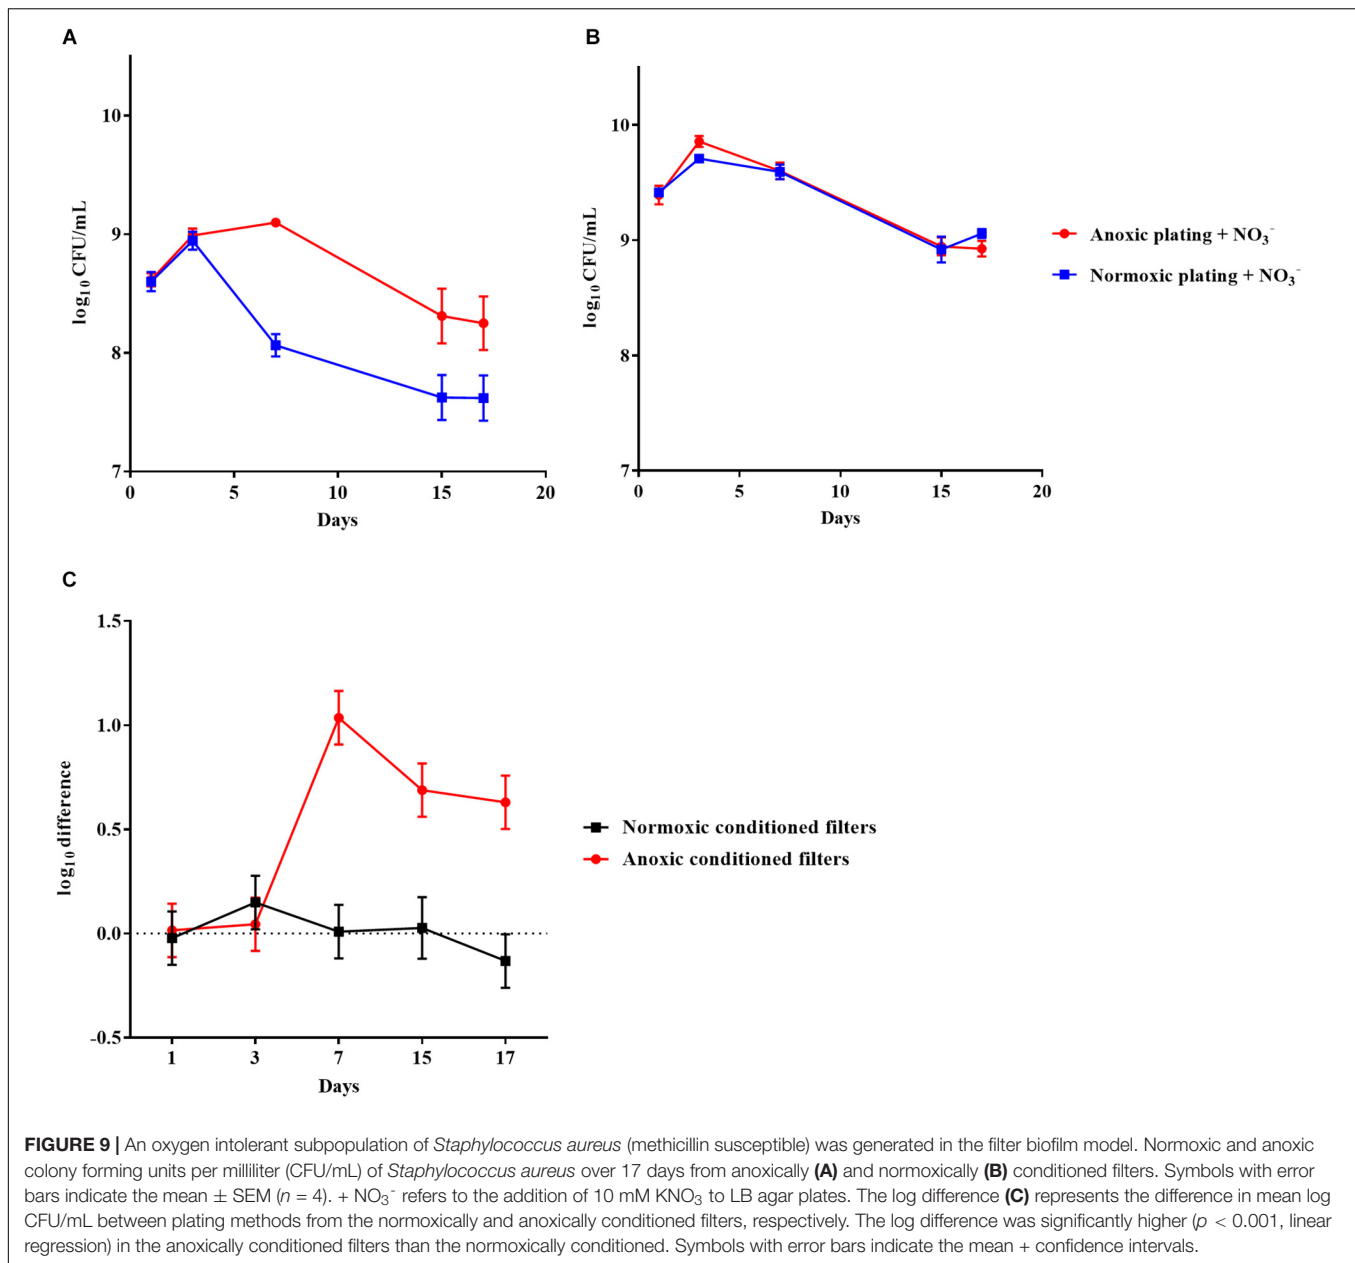 A
10
9
8
7
log10 CFU/mL
0 5 10 15 20
Days
B
10
9
8
7
log10 CFU/mL
0 5 10 15 20
Days
Anoxic plating + NO3-
Normoxic plating + NO3-
C
1.5
1.0
0.5
0.0
-0.5
log10 difference
1 3 7 15 17
Days
Normoxic conditioned filters
Anoxic conditioned filters
FIGURE 9 | An oxygen intolerant subpopulation of Staphylococcus aureus (methicillin susceptible) was generated in the filter biofilm model. Normoxic and anoxic
colony forming units per milliliter (CFU/mL) of Staphylococcus aureus over 17 days from anoxically (A) and normoxically (B) conditioned filters. Symbols with error
bars indicate the mean ± SEM (n = 4). + NO3- refers to the addition of 10 mM KNO3 to LB agar plates. The log difference (C) represents the difference in mean log
CFU/mL between plating methods from the normoxically and anoxically conditioned filters, respectively. The log difference was significantly higher (p < 0.001, linear
regression) in the anoxically conditioned filters than the normoxically conditioned. Symbols with error bars indicate the mean + confidence intervals.